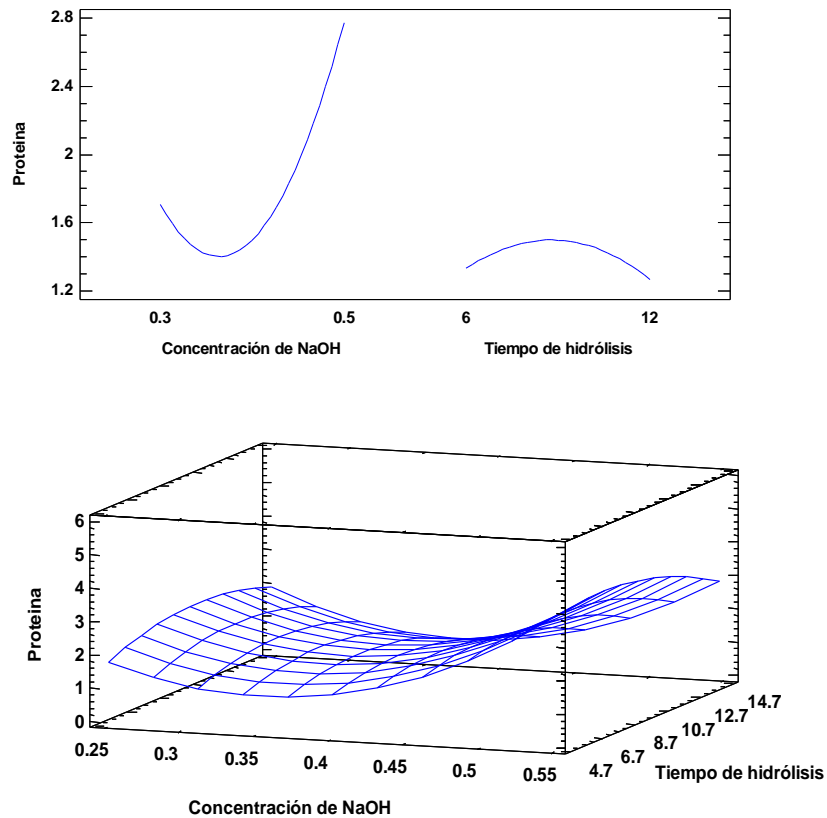 2.8
2.4
2
1.6
1.2
Proteina
0.3 0.5 6 12
Concentración de NaOH Tiempo de hidrólisis
6
5
4
3
2
1
0
Proteina
0.25 0.3 0.35 0.4 0.45 0.5 0.55
4.7 6.7 8.7 10.7 12.7 14.7
Tiempo de hidrólisis
Concentración de NaOH